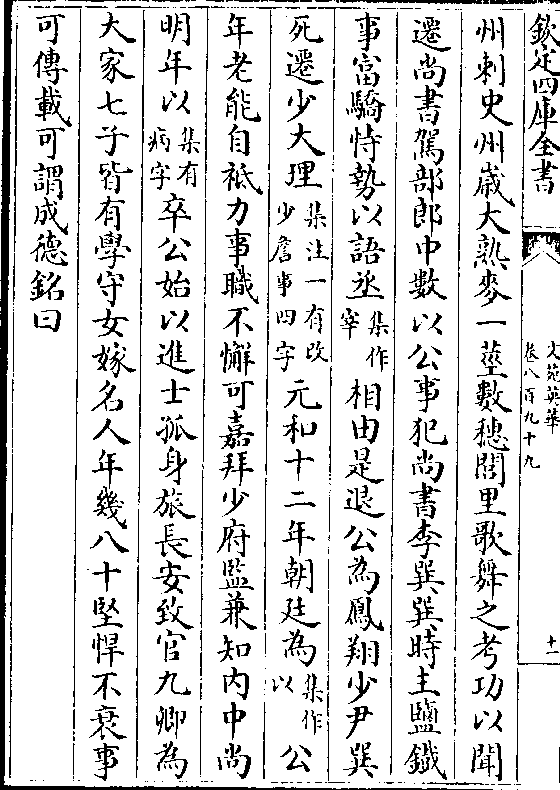 欽定四庫全書
文苑英華
卷八百九十九
十一
州刺史州嵗大熟麥一莖數穗閭里歌舞之考功以聞
遷尚書駕部郎中數以公事犯尚書李巽巽時主鹽鐵
事富驕恃勢以語丞集作宰相由是退公為鳳翔少尹巽
死遷少大理集注一有改少詹事四字元和十二年朝廷為集作以公
年老能自祗力事職不懈可嘉拜少府監兼知内中尚
明年以集有病字卒公始以進士孤身旅長安致官九卿為
大家七子皆有學守女嫁名人年幾八十堅悍不衰事
可傳載可謂成德銘曰